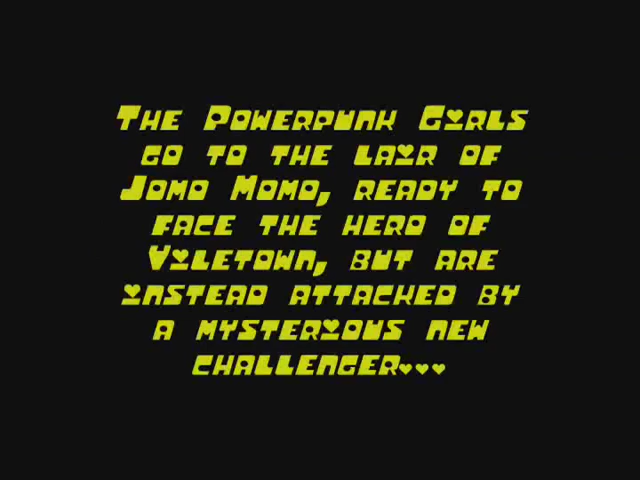 The Powerpunk Girls
go to the lair of
Jomo Momo, ready to
face the hero of
Viletown, but are
instead attacked by
a mysterious new
challenger...